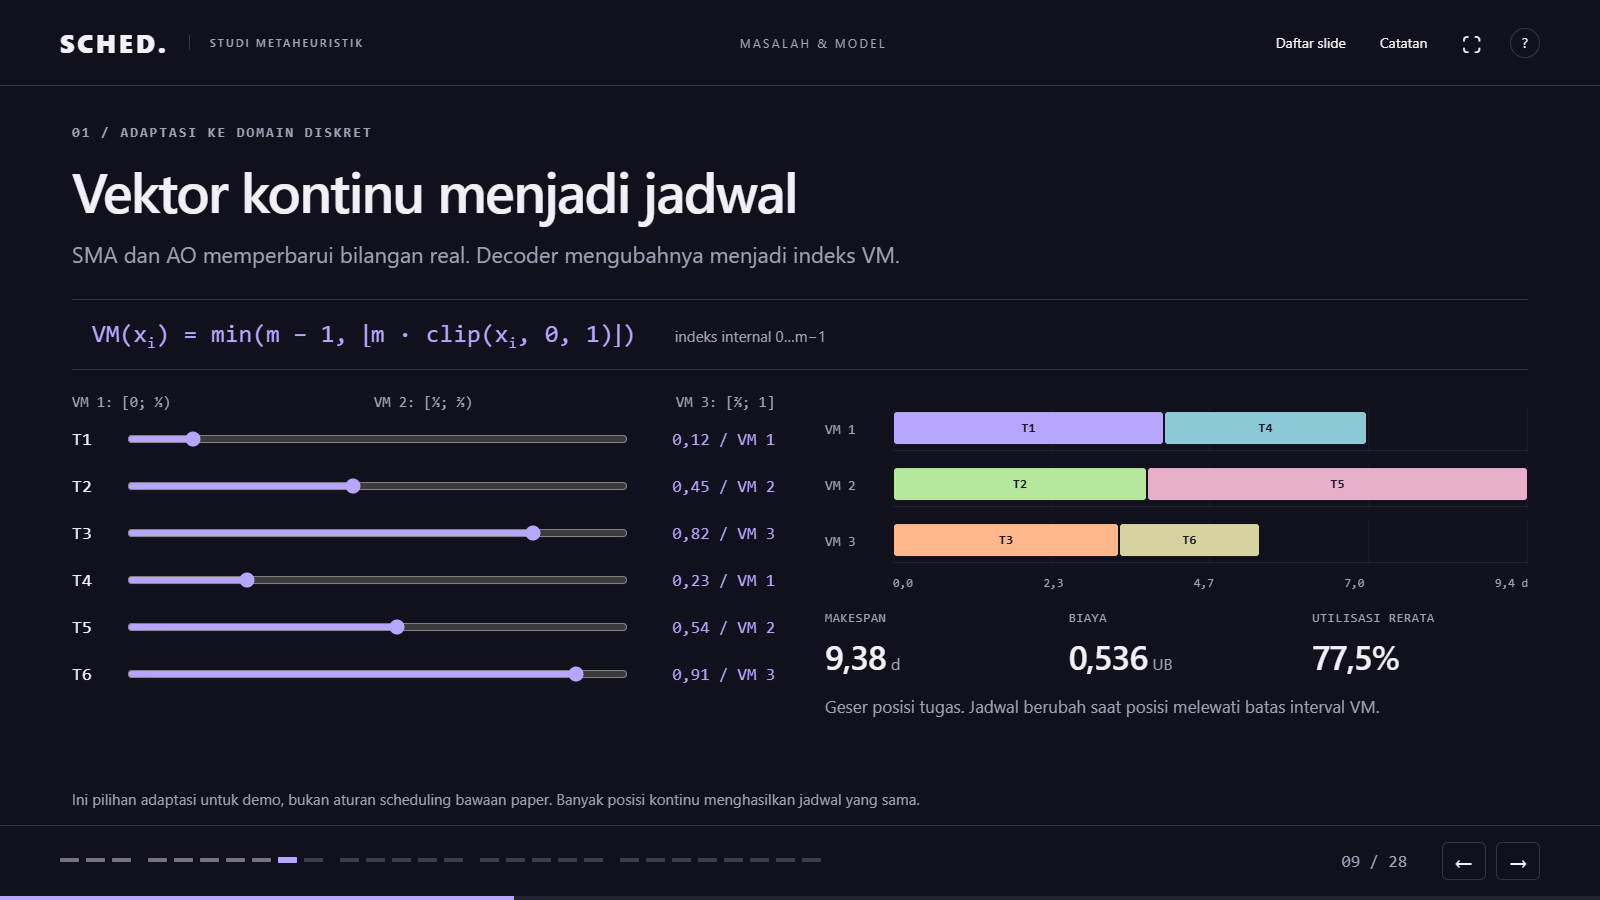 SCHED.
STUDI METAHEURISTIK
MASALAH & MODEL
Daftar slide
Catatan
?
01 / ADAPTASI KE DOMAIN DISKRET
Vektor kontinu menjadi jadwal
SMA dan AO memperbarui bilangan real. Decoder mengubahnya menjadi indeks VM.
VM(xᵢ) = min(m − 1, ⌊m · clip(xᵢ, 0, 1)⌋)
indeks internal 0…m−1
VM 1: [0; ⅓)
VM 2: [⅓; ⅔)
VM 3: [⅔; 1]
T1 0,12 / VM 1
T2 0,45 / VM 2
T3 0,82 / VM 3
T4 0,23 / VM 1
T5 0,54 / VM 2
T6 0,91 / VM 3
VM 1 T1 T4
VM 2 T2 T5
VM 3 T3 T6
0,0 2,3 4,7 7,0 9,4 d
MAKESPAN
9,38 d
BIAYA
0,536 UB
UTILISASI RERATA
77,5%
Geser posisi tugas. Jadwal berubah saat posisi melewati batas interval VM.
Ini pilihan adaptasi untuk demo, bukan aturan scheduling bawaan paper. Banyak posisi kontinu menghasilkan jadwal yang sama.
09 / 28
← →